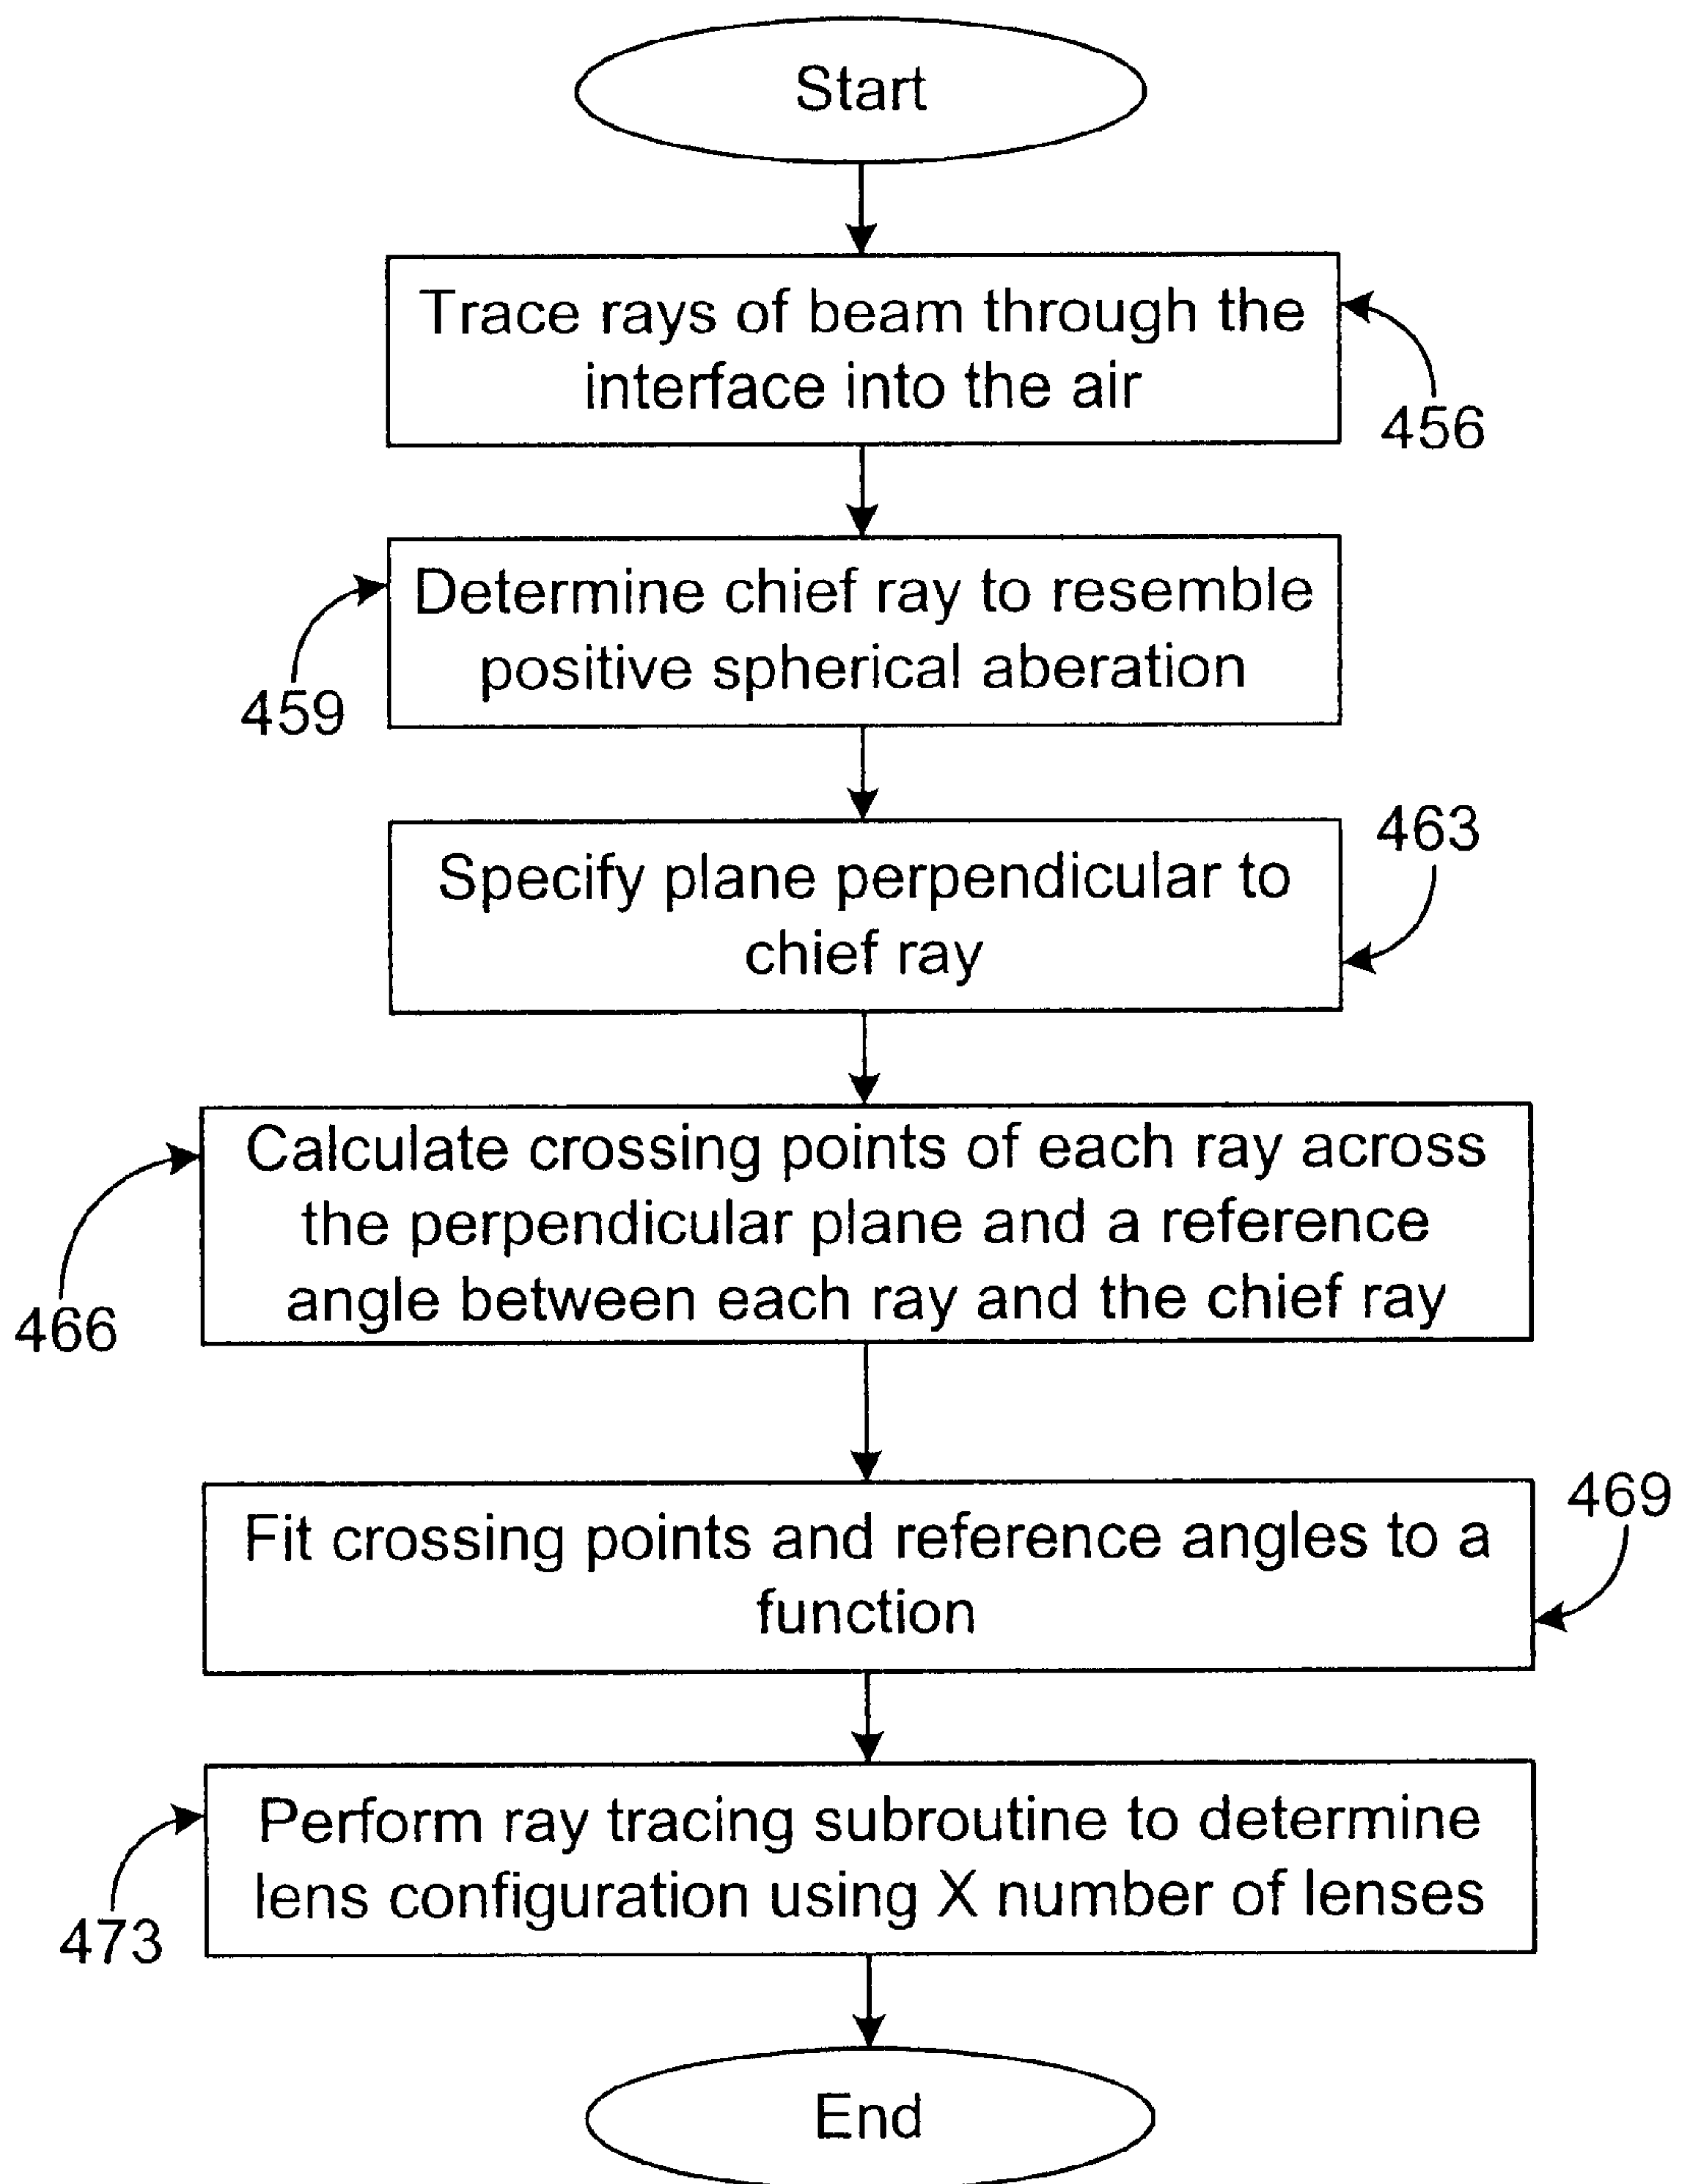 Start
Trace rays of beam through the
interface into the air
456
Determine chief ray to resemble
positive spherical aberation
459
463
Specify plane perpendicular to
chief ray
Calculate crossing points of each ray across
the perpendicular plane and a reference
angle between each ray and the chief ray
466
469
Fit crossing points and reference angles to a
function
Perform ray tracing subroutine to determine
lens configuration using X number of lenses
473
End